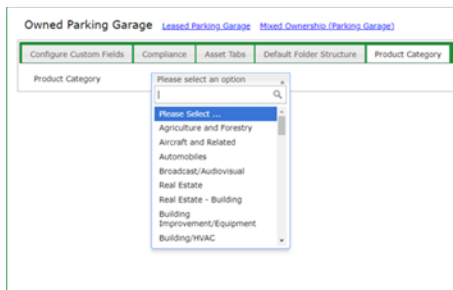 Owned Parking Garage Leased Parking Garage Mixed Ownership (Parking Garage)
Configure Custom Fields Compliance Asset Tabs Default Folder Structure Product Category
Product Category Please select an option
Please Select ...
Agriculture and Forestry
Aircraft and Related
Automobiles
Broadcast/Audiovisual
Real Estate
Real Estate - Building
Building
Improvement/Equipment
Building/HVAC